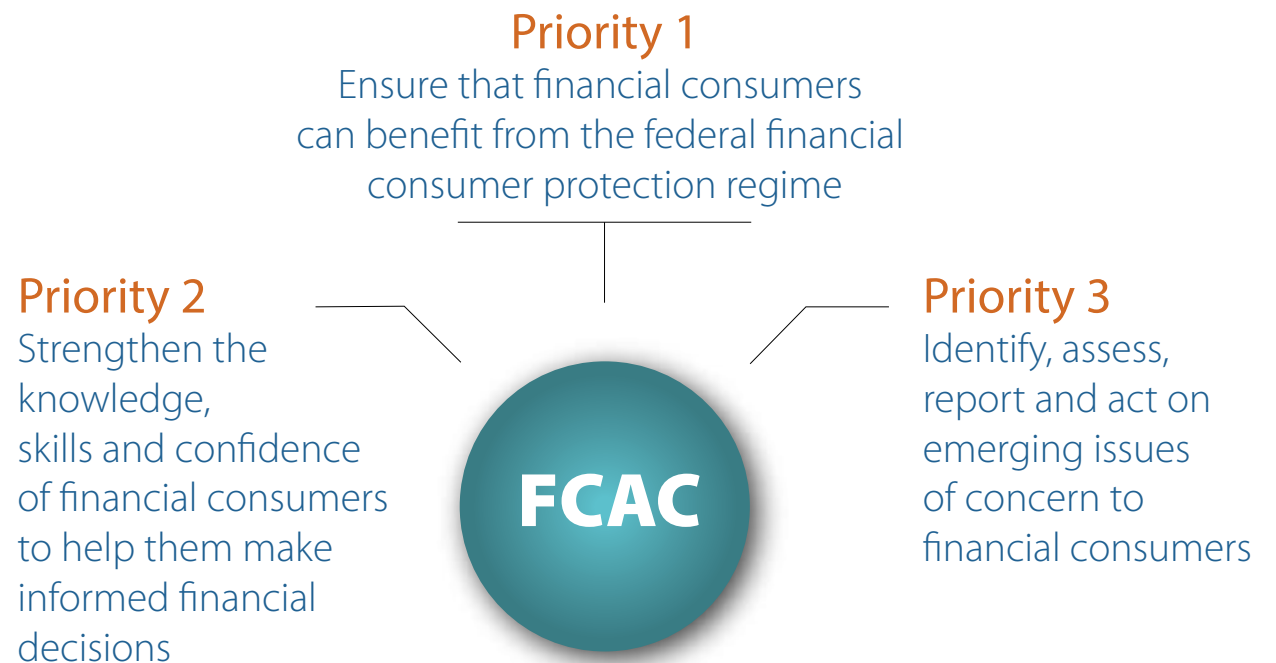 Priority 1
Ensure that financial consumers
can benefit from the federal financial
consumer protection regime
Priority 2
Strengthen the
knowledge,
skills and confidence
of financial consumers
to help them make
informed financial
decisions
Priority 3
Identify, assess,
report and act on
emerging issues
of concern to
financial consumers
FCAC